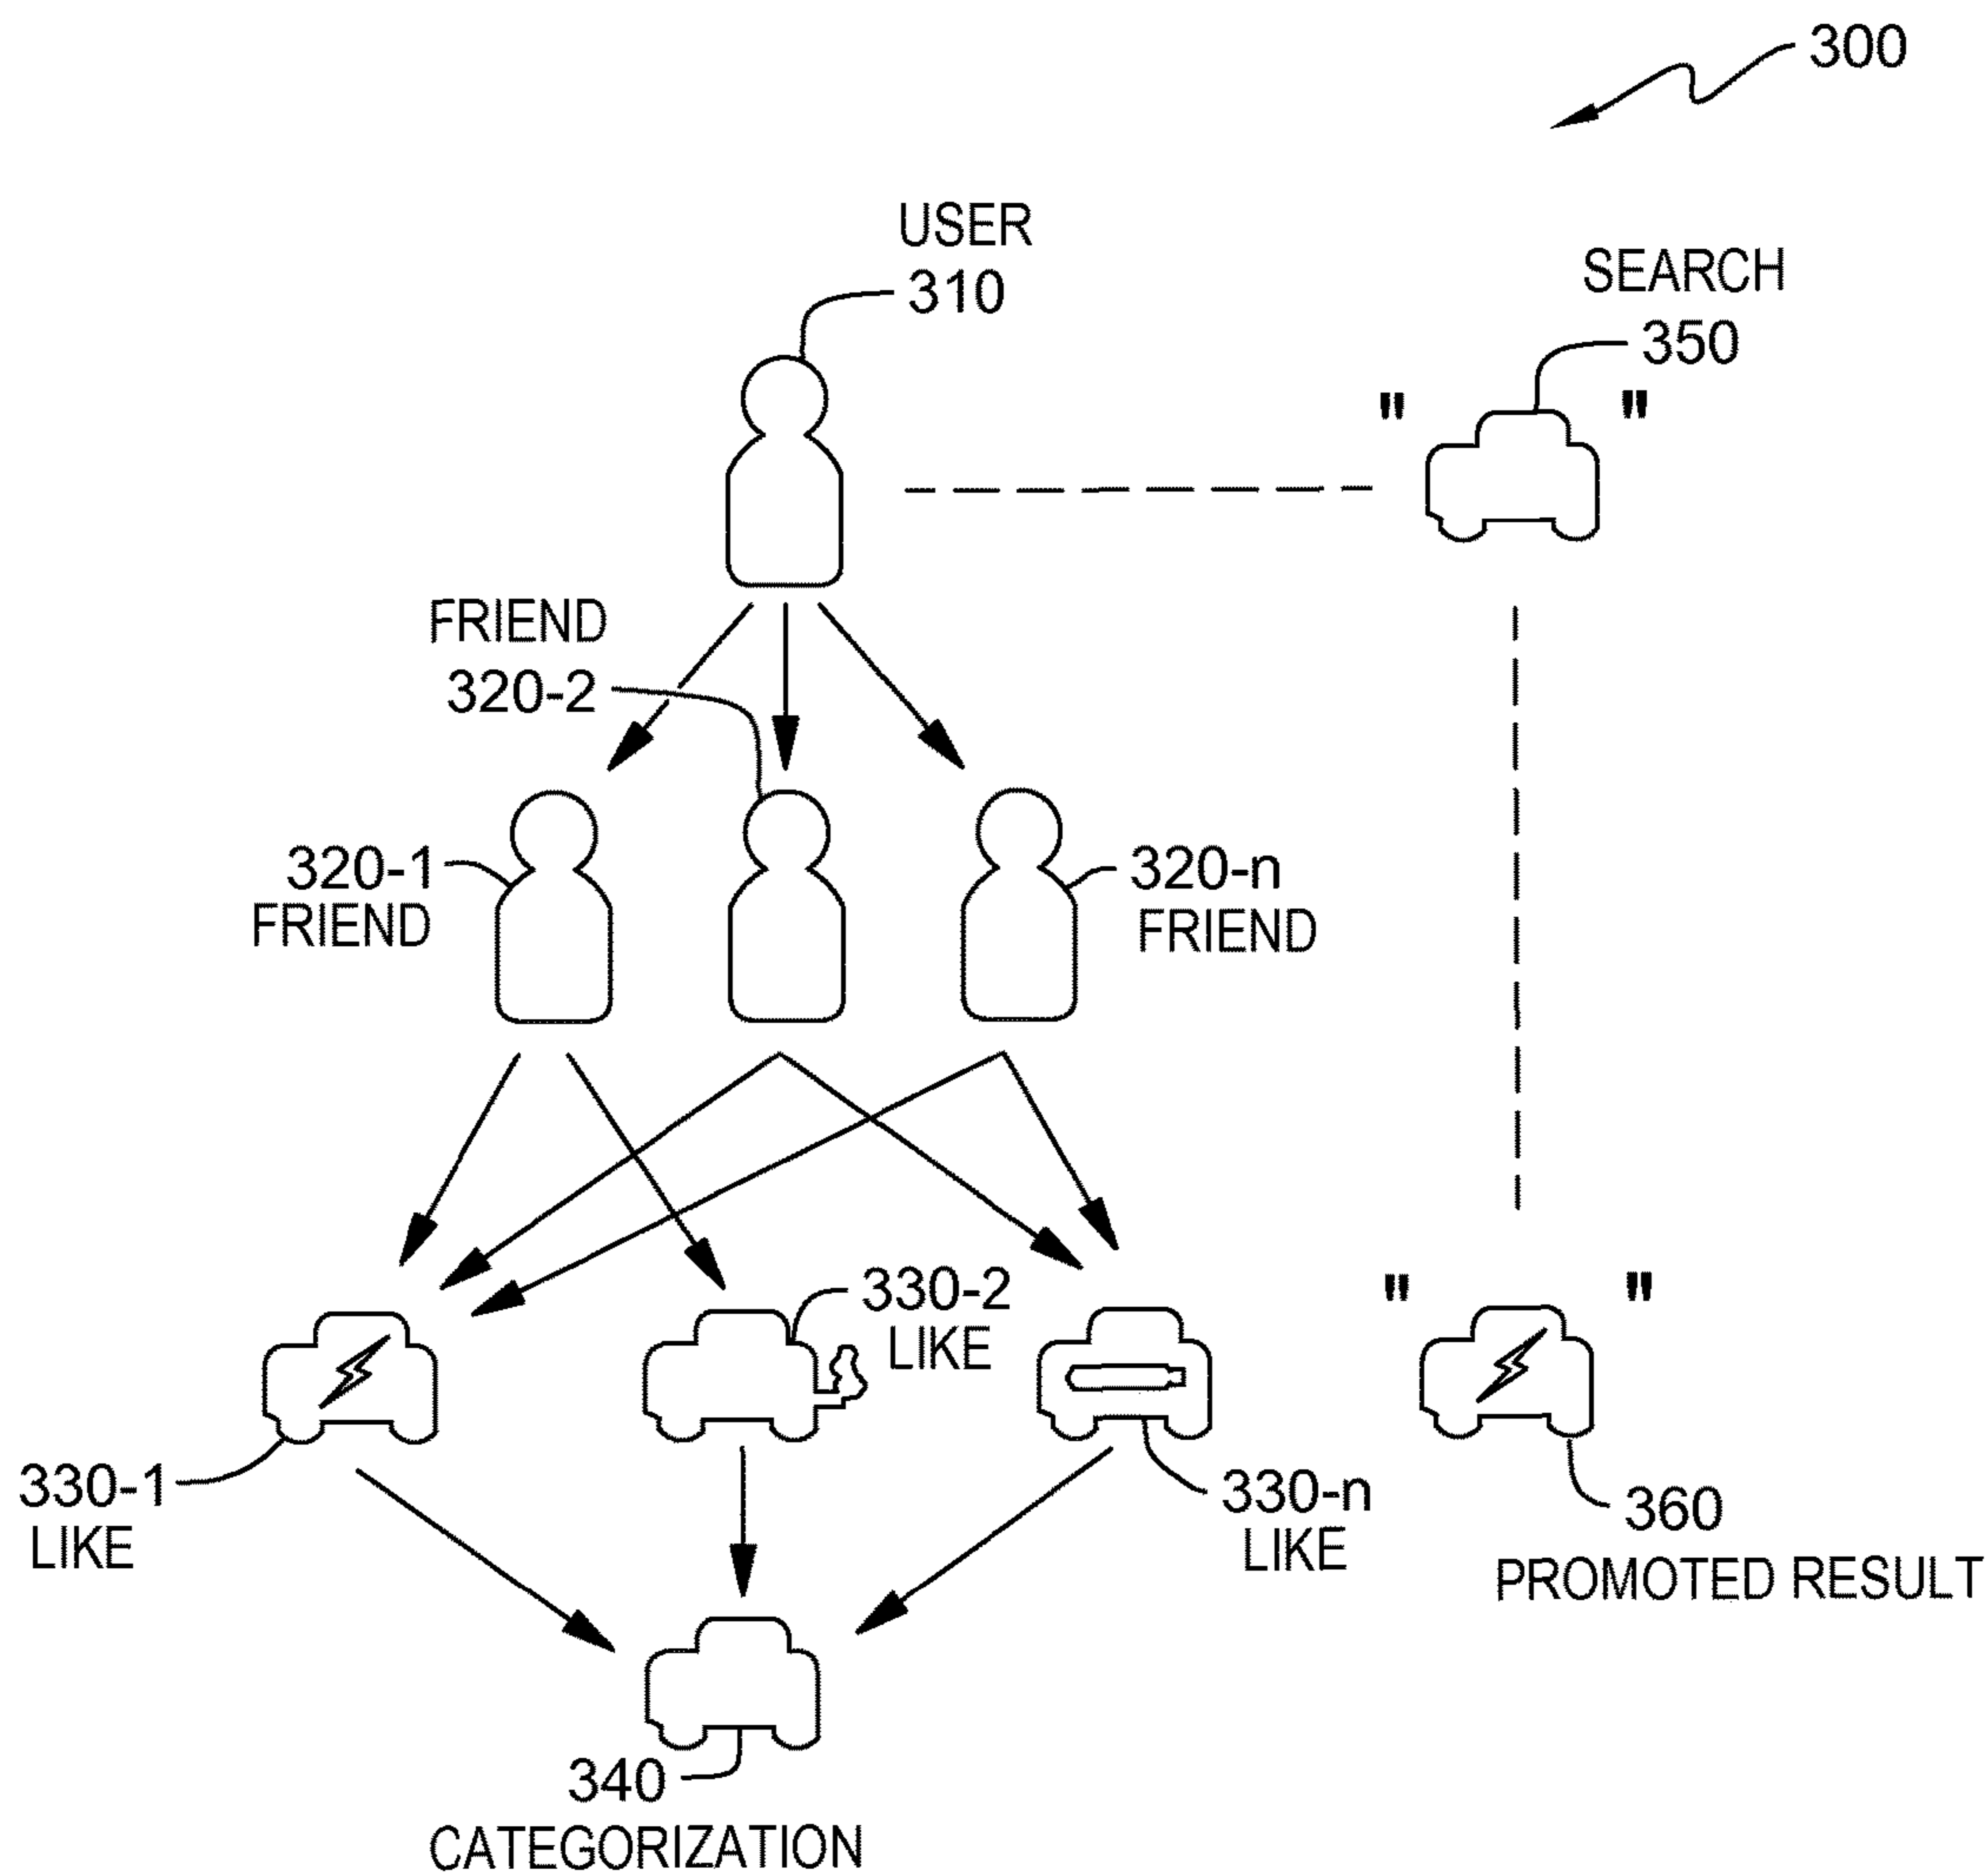 300
USER
310
SEARCH
350
" "
FRIEND
320-2
320-1
FRIEND
320-n
FRIEND
330-2
LIKE
" "
330-1
LIKE
330-n
LIKE
360
PROMOTED RESULT
340
CATEGORIZATION